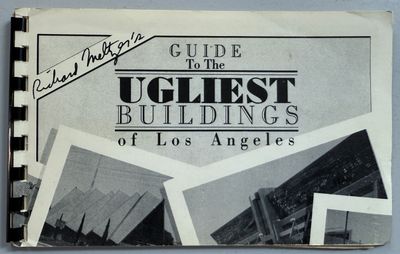 Richard Meltzer's
GUIDE
To The
UGLIEST
BUILDINGS
of Los Angeles